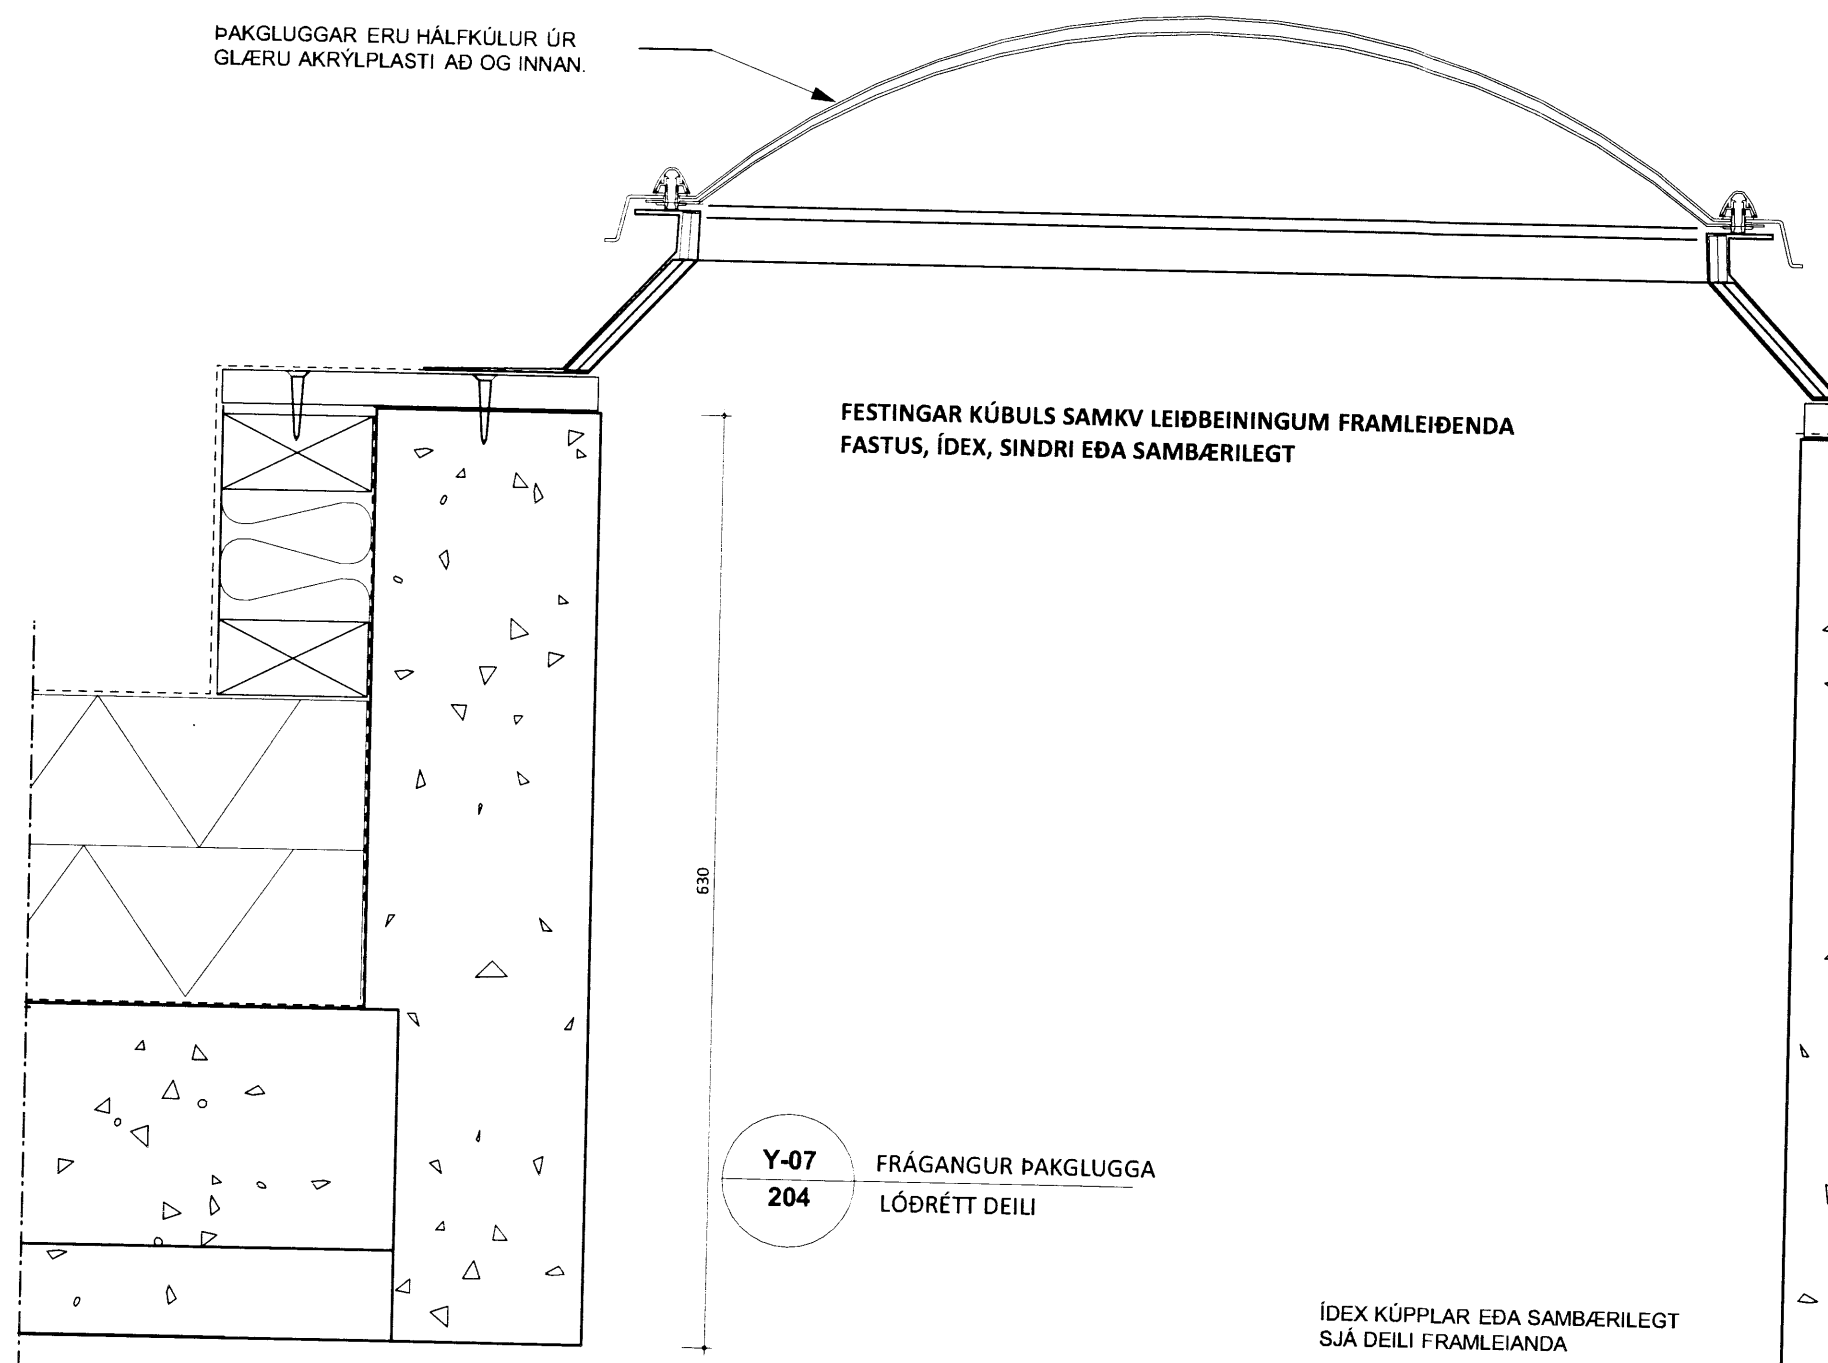 ÞAKGLUGGAR ERU HÁLFKÚLUR ÚR
GLÆRU AKRÝLPLASTI AÐ OG INNAN.
FESTINGAR KÚBULS SAMKV LEIÐBEININGUM FRAMLEIÐENDA
FASTUS, ÍDEX, SINDRI EÐA SAMBÆRILEGT
630
Y-07
204
FRÁGANGUR ÞAKGLUGGA
LÓÐRÉTT DEILI
ÍDEX KÚPPLAR EÐA SAMBÆRILEGT
SJÁ DEILI FRAMLEIANDA